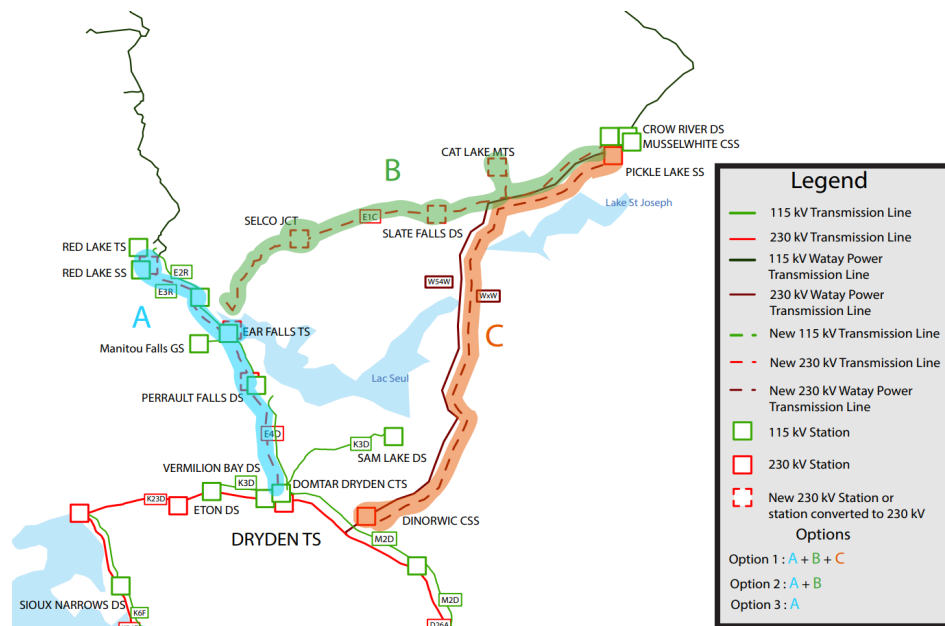 CROW RIVER DS
MUSSELWHITE CSS
CAT LAKE MTS
PICKLE LAKE SS
B
Lake St Joseph
SELCO JCT
E1C
SLATE FALLS DS
RED LAKE TS
RED LAKE SS
E2R
E3R
W54W
WxW
A
EAR FALLS TS
C
Manitou Falls GS
Lac Seul
PERRAULT FALLS DS
E4D
K3D
SAM LAKE DS
VERMILION BAY DS
K3D
DOMTAR DRYDEN CTS
K23D
ETON DS
DINORWIC CSS
DRYDEN TS
M2D
SIOUX NARROWS DS
M2D
K6F
D26A
Legend
115 kV Transmission Line
230 kV Transmission Line
115 kV Watay Power
Transmission Line
230 kV Watay Power
Transmission Line
New 115 kV Transmission Line
New 230 kV Transmission Line
New 230 kV Watay Power
Transmission Line
115 kV Station
230 kV Station
New 230 kV Station or
station converted to 230 kV
Options
Option 1 : A + B + C
Option 2 : A + B
Option 3 : A